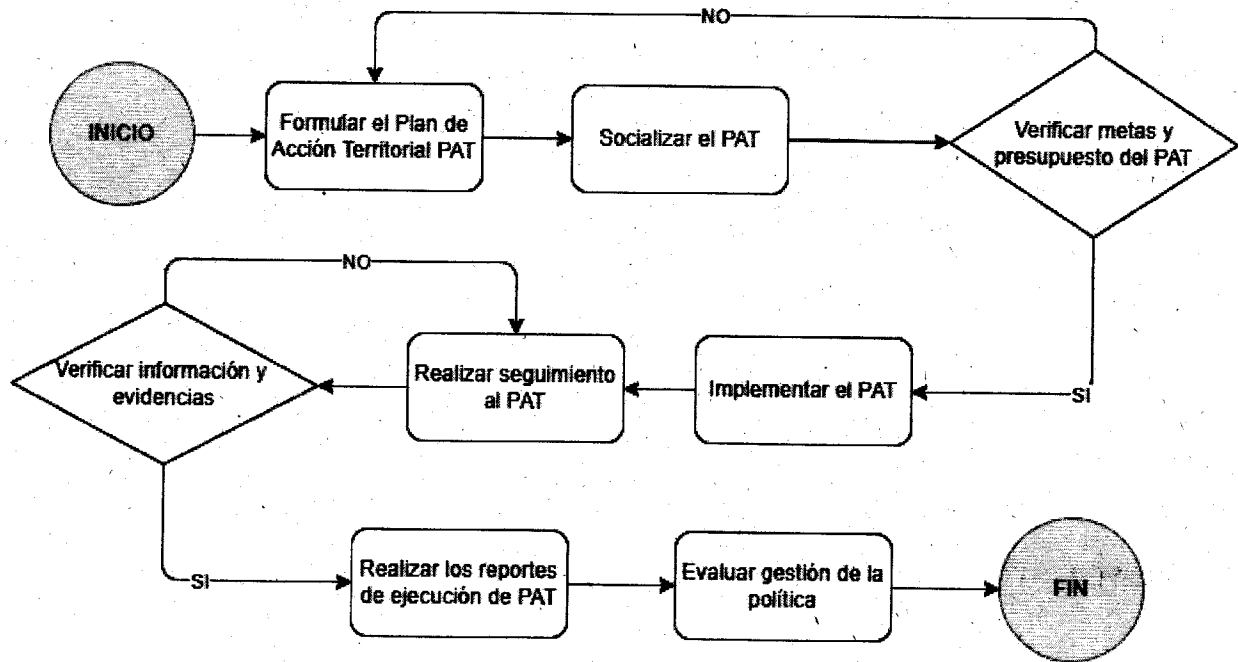 NO
INICIO
Formular el Plan de
Acción Territorial PAT
Socializar el PAT
Verificar metas y
presupuesto del PAT
NO
Verificar información y
evidencias
Realizar seguimiento
al PAT
Implementar el PAT
SI
SI
Realizar los reportes
de ejecución de PAT
Evaluar gestión de la
política
FIN